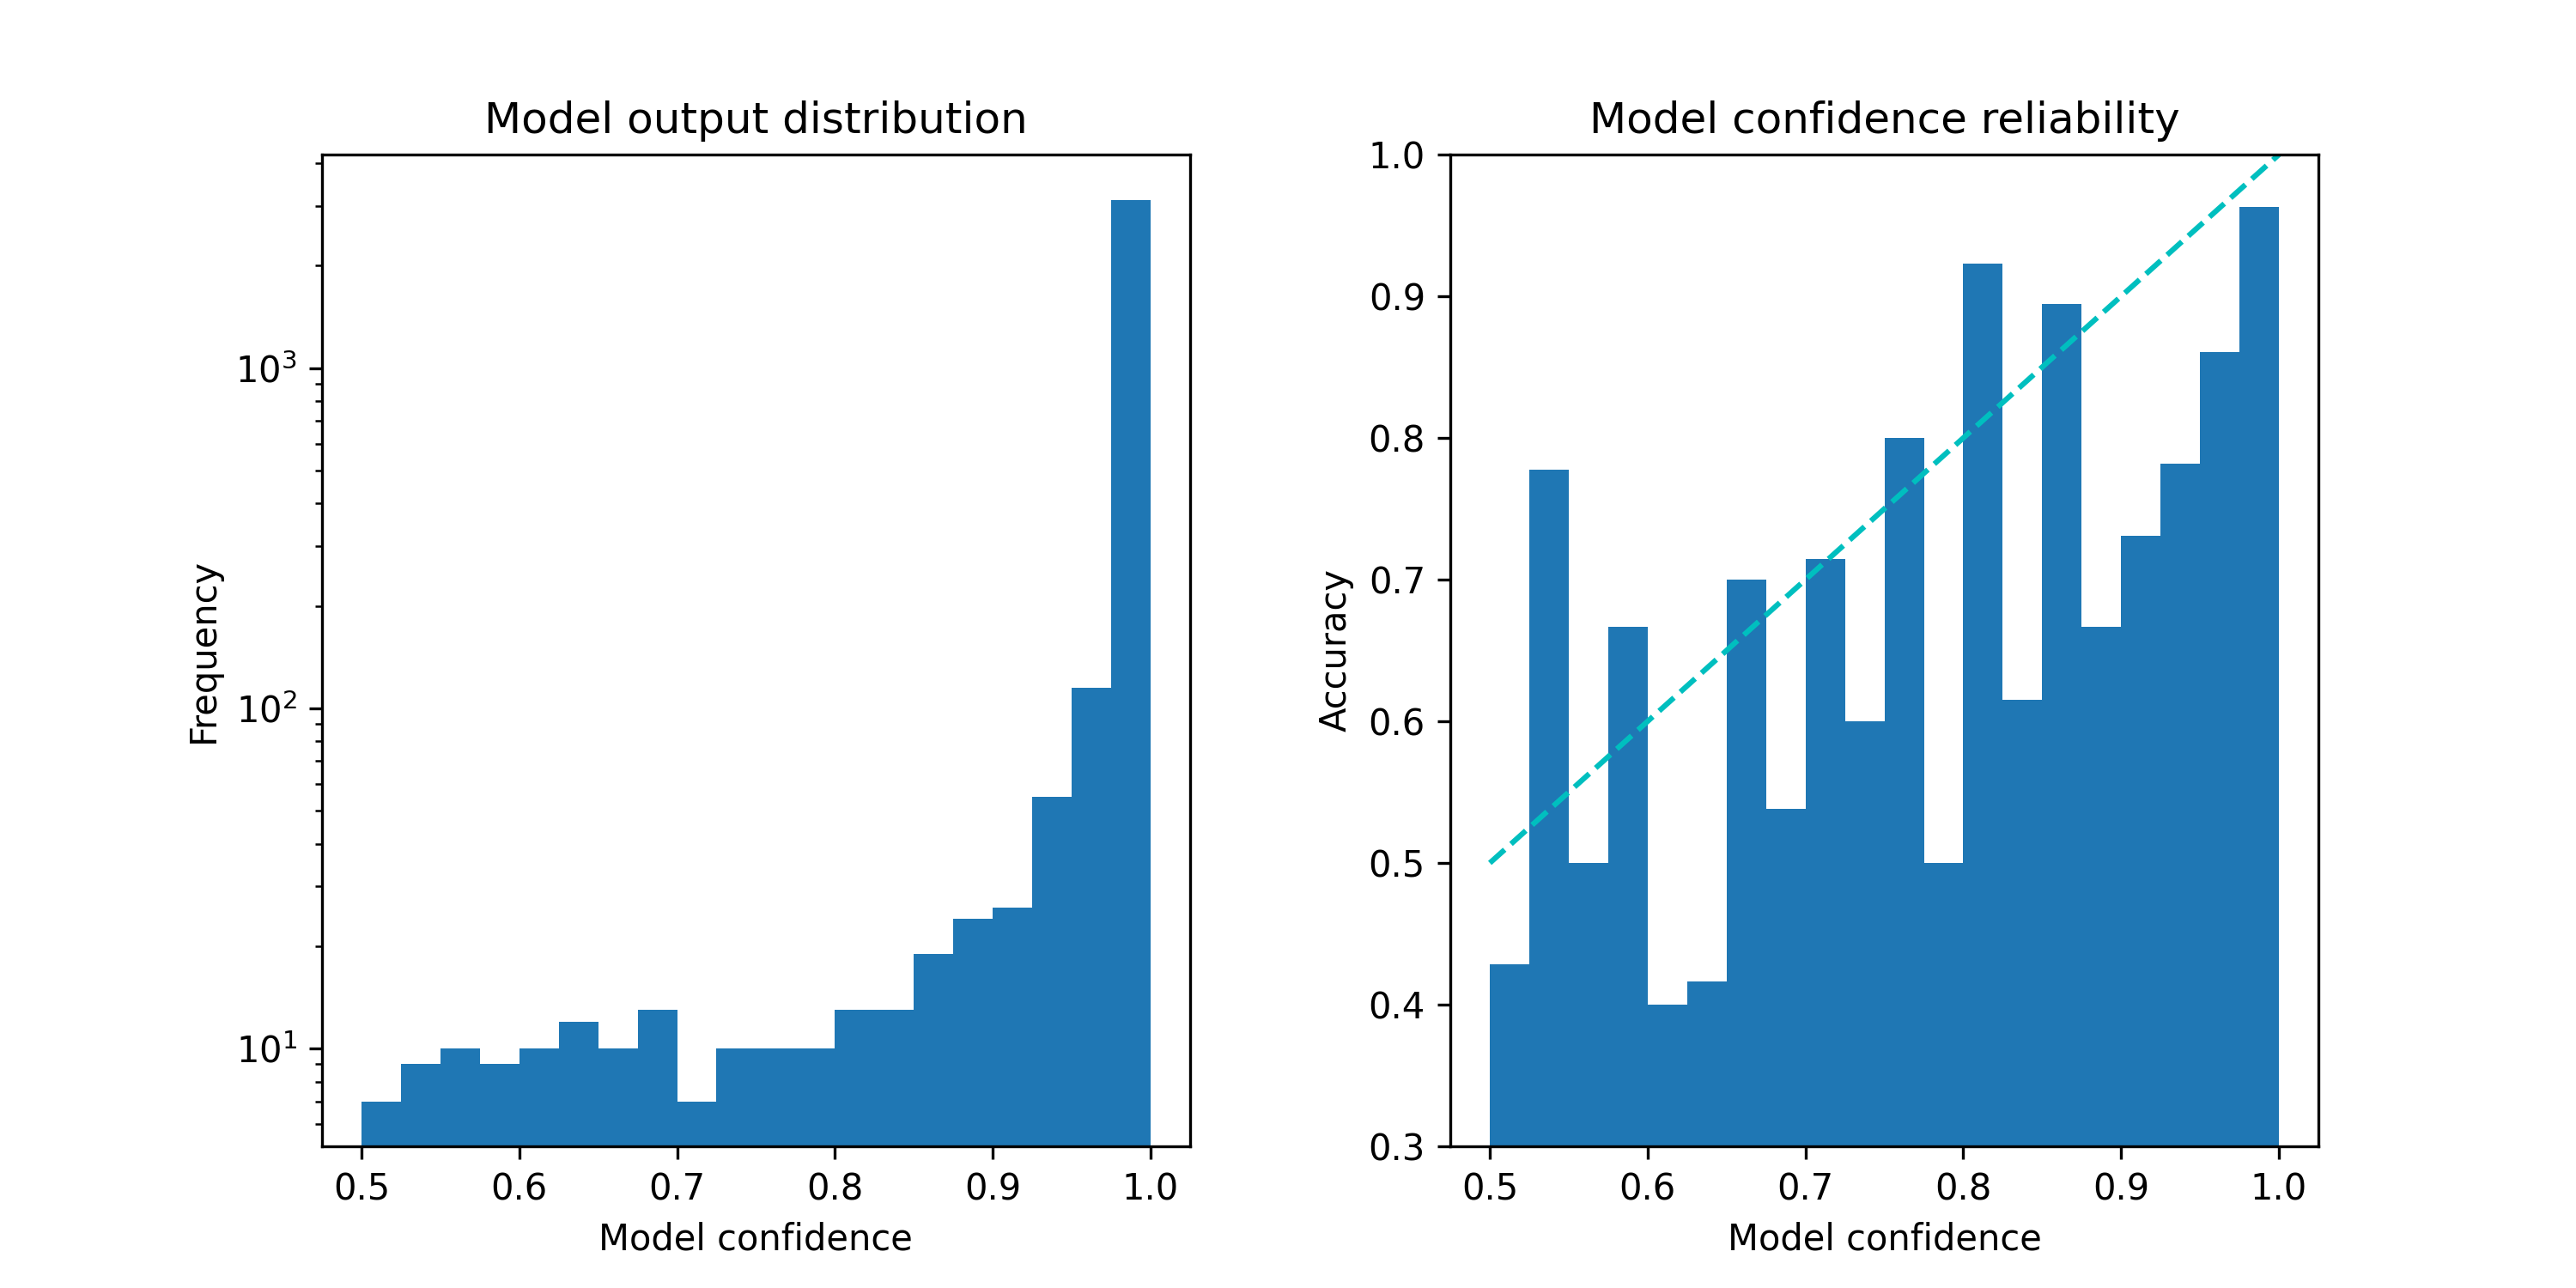 Model output distribution
Frequency
10³
10²
10¹
0.5 0.6 0.7 0.8 0.9 1.0
Model confidence
Model confidence reliability
Accuracy
1.0
0.9
0.8
0.7
0.6
0.5
0.4
0.3
0.5 0.6 0.7 0.8 0.9 1.0
Model confidence